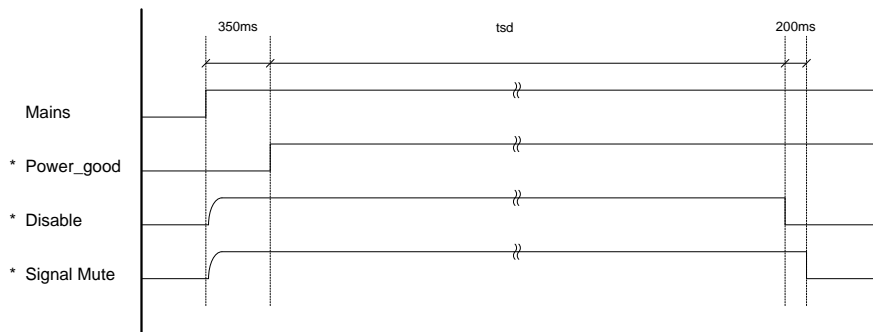 350ms tsd 200ms
Mains
* Power_good
* Disable
* Signal Mute